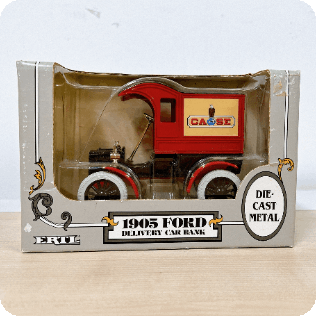 CASE
1905 FORD
DELIVERY CAR BANK
ERTL
DIE-
CAST
METAL